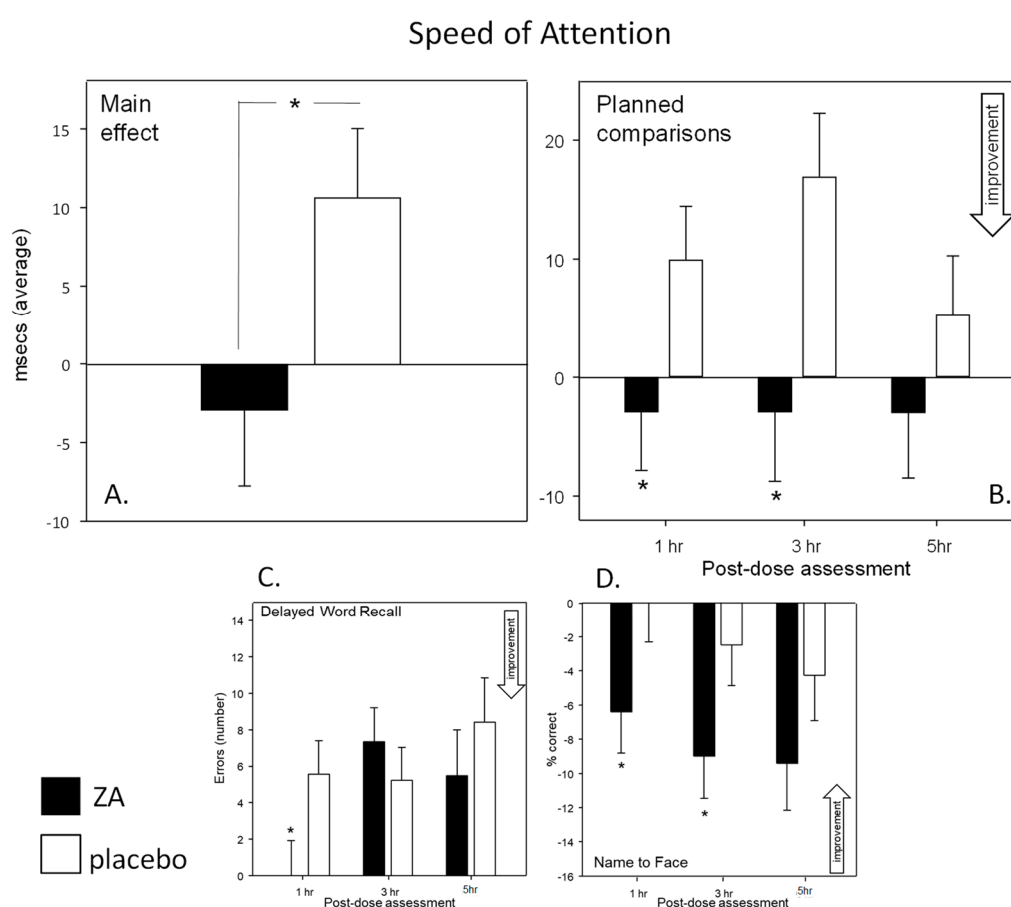 Speed of Attention
Main
effect
*
msecs (average)
15
10
5
0
-5
-10
A.
Planned
comparisons
improvement
20
10
0
-10
*
*
B.
1 hr
3 hr
5hr
Post-dose assessment
C.
Delayed Word Recall
improvement
Errors (number)
14
12
10
8
6
4
2
0
*
1 hr
3 hr
5hr
Post-dose assessment
D.
% correct
0
-2
-4
-6
-8
-10
-12
-14
-16
*
*
improvement
Name to Face
1 hr
3 hr
5hr
Post-dose assessment
ZA
placebo